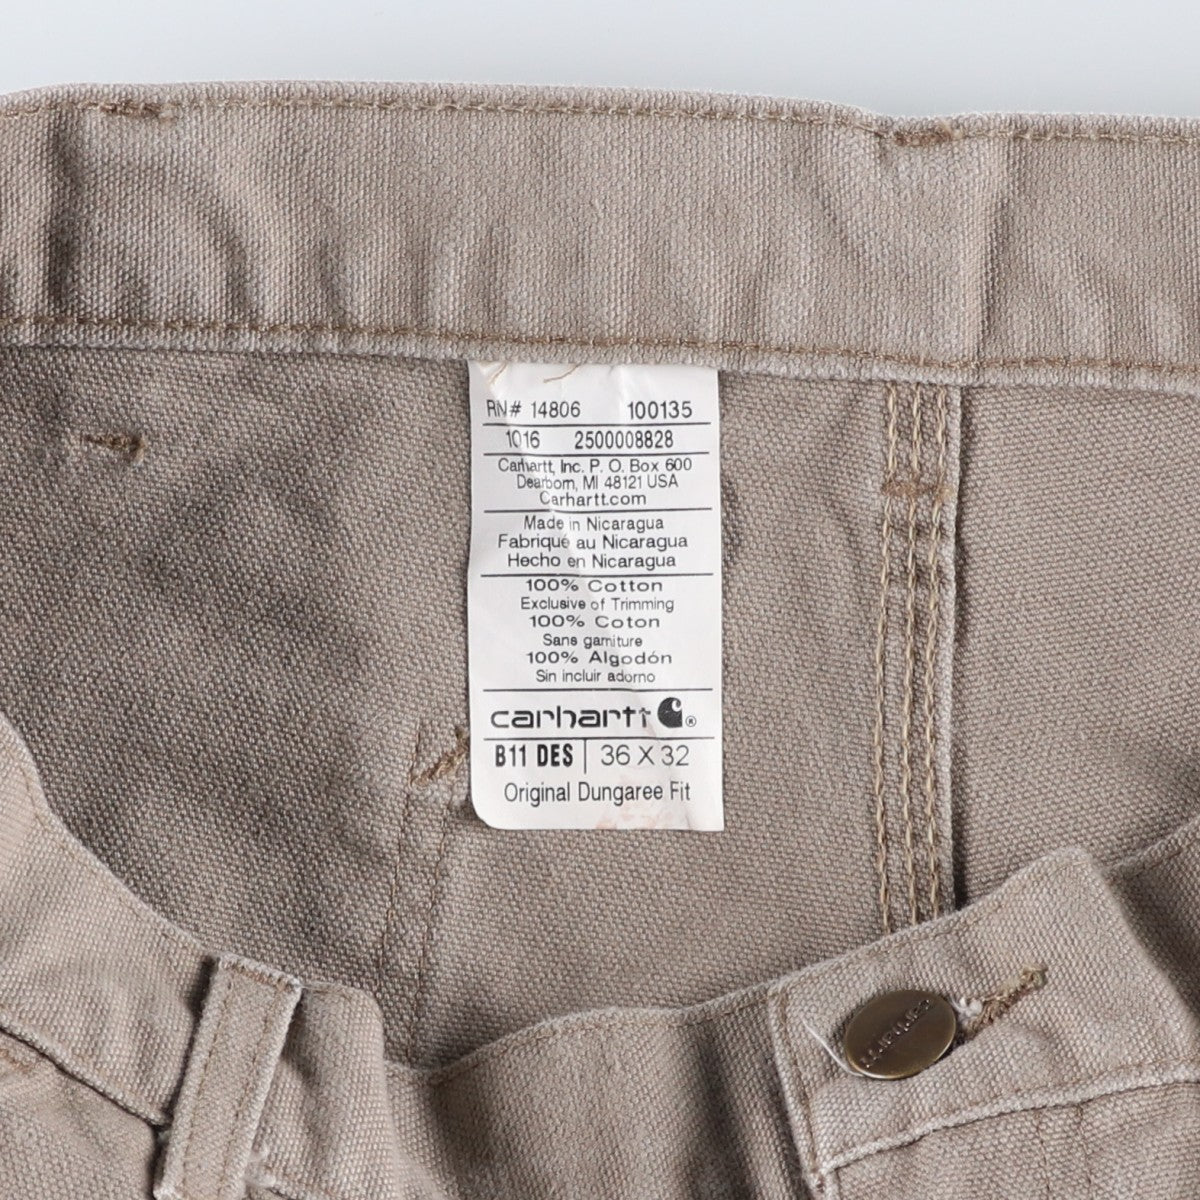 RN# 14806 100135
1016 2500008828
Carhartt, Inc. P. O. Box 600
Dearborn, MI 48121 USA
Carhartt.com
Made in Nicaragua
Fabrique au Nicaragua
Hecho en Nicaragua
100% Cotton
Exclusive of Trimming
100% Coton
Sans garniture
100% Algodón
Sin incluir adorno
carhartt ®
B11 DES 36 X 32
Original Dungaree Fit